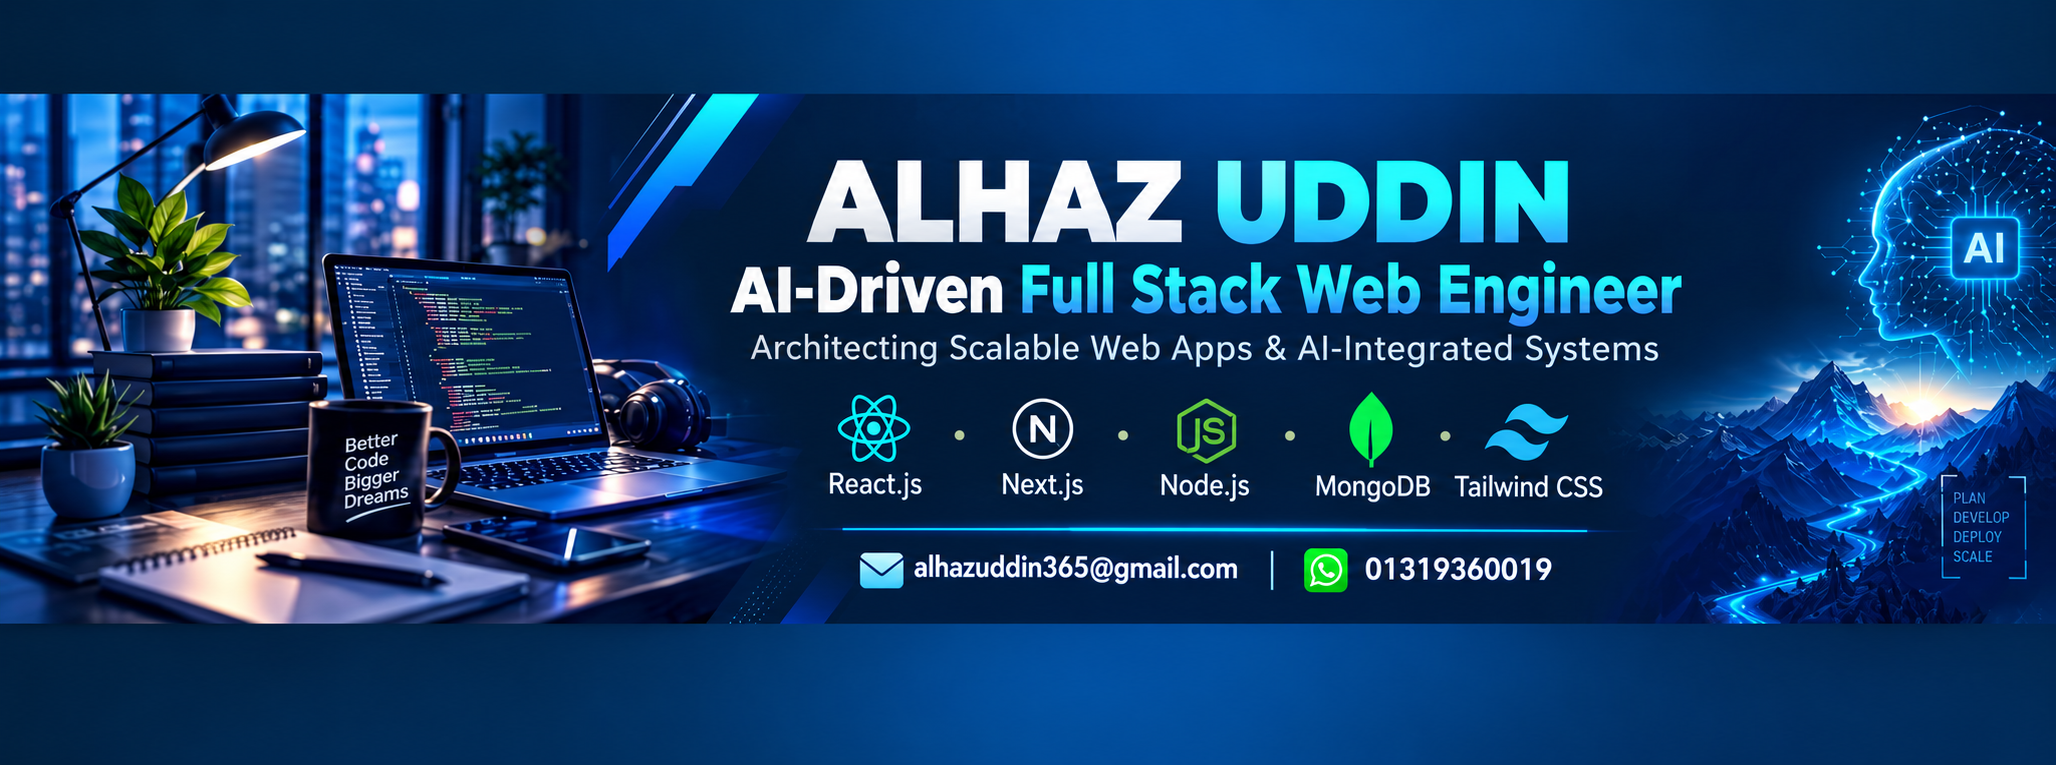 ALHAZ UDDIN
AI-Driven Full Stack Web Engineer
Architecting Scalable Web Apps & AI-Integrated Systems
N
JS
React.js
Next.js
Node.js
MongoDB
Tailwind CSS
alhazuddin365@gmail.com
01319360019
Better
Code
Bigger
Dreams
AI
PLAN
DEVELOP
DEPLOY
SCALE